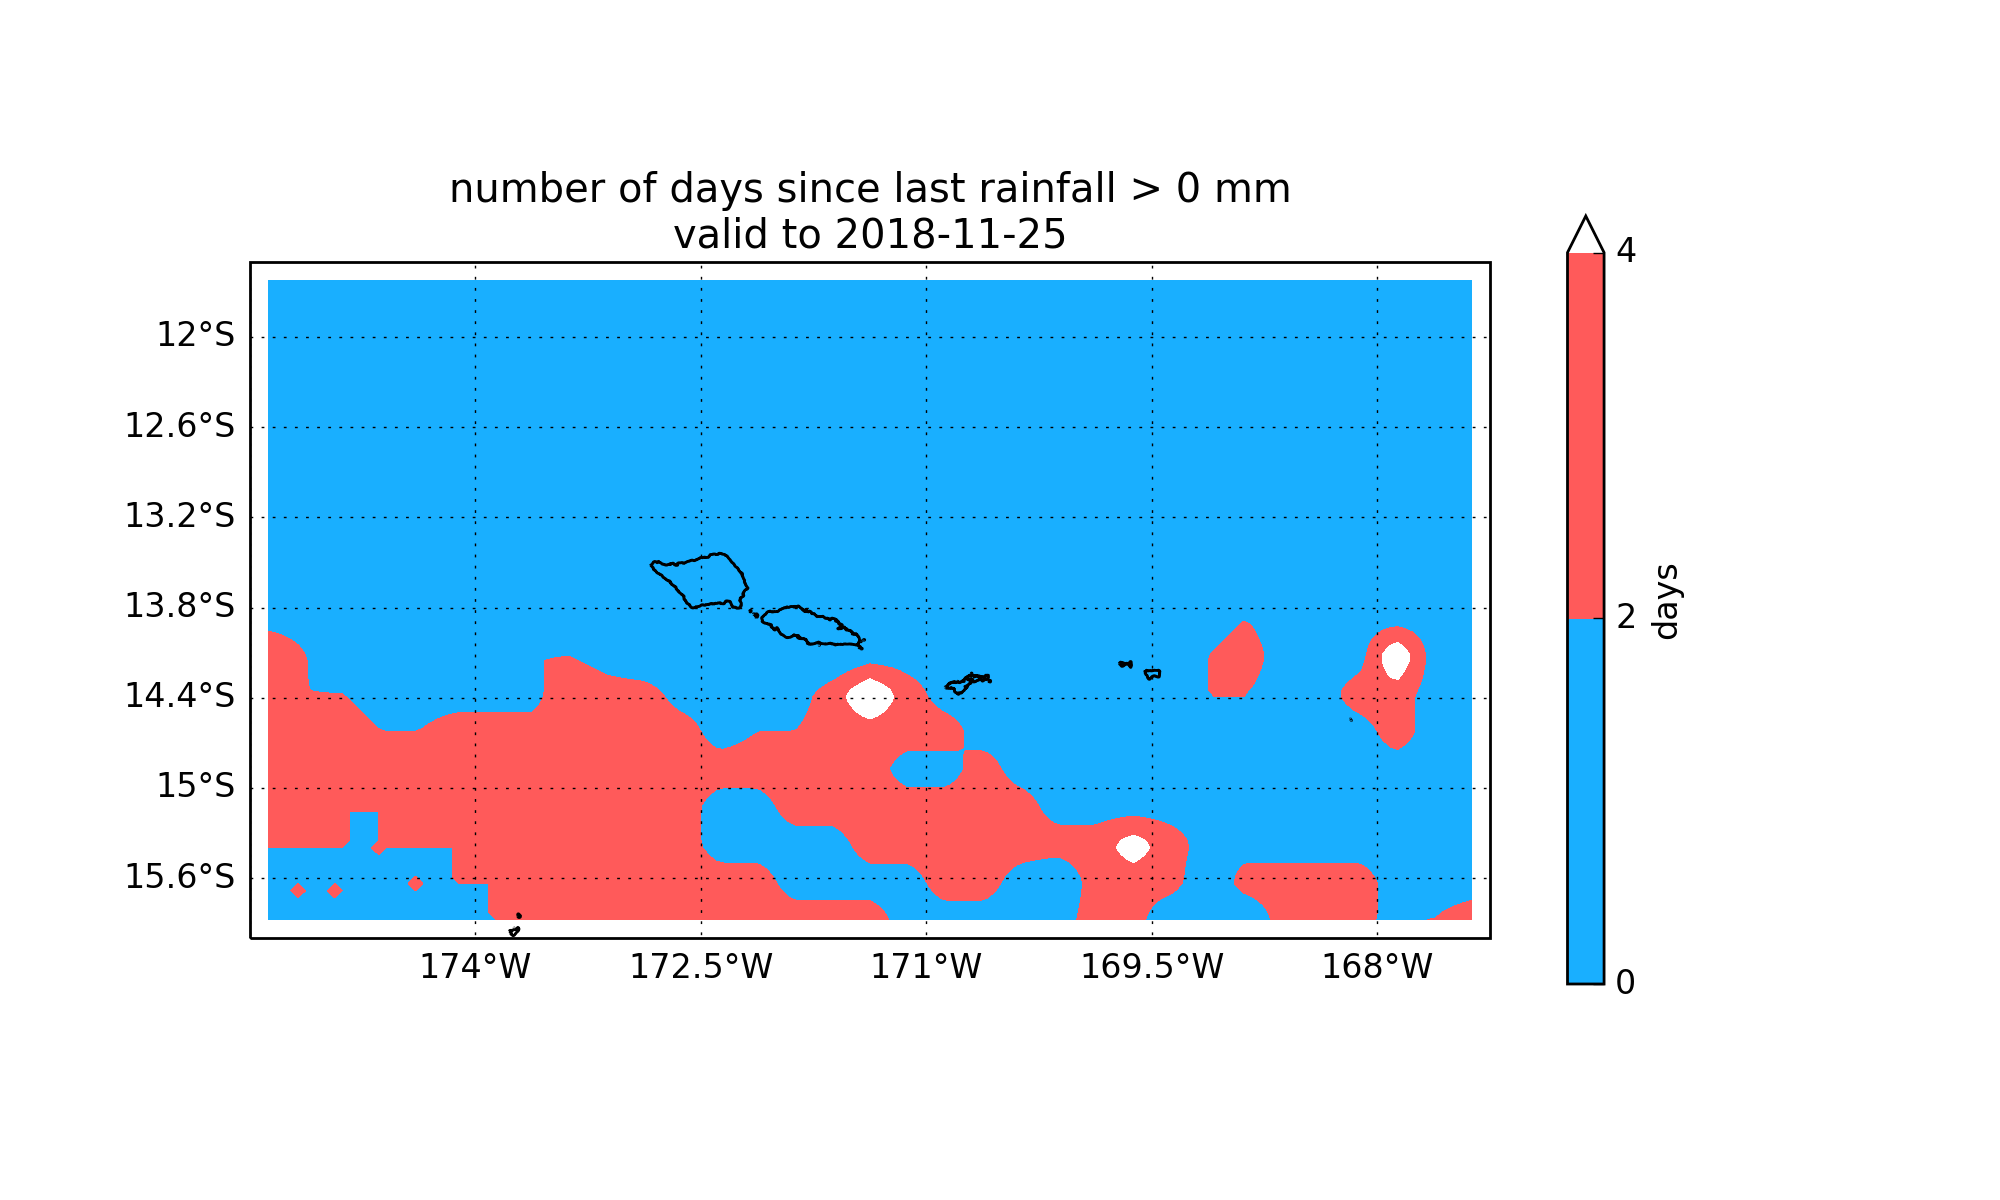 number of days since last rainfall > 0 mm
valid to 2018-11-25
12°S
12.6°S
13.2°S
13.8°S
14.4°S
15°S
15.6°S
174°W 172.5°W 171°W 169.5°W 168°W
4
2
0
days